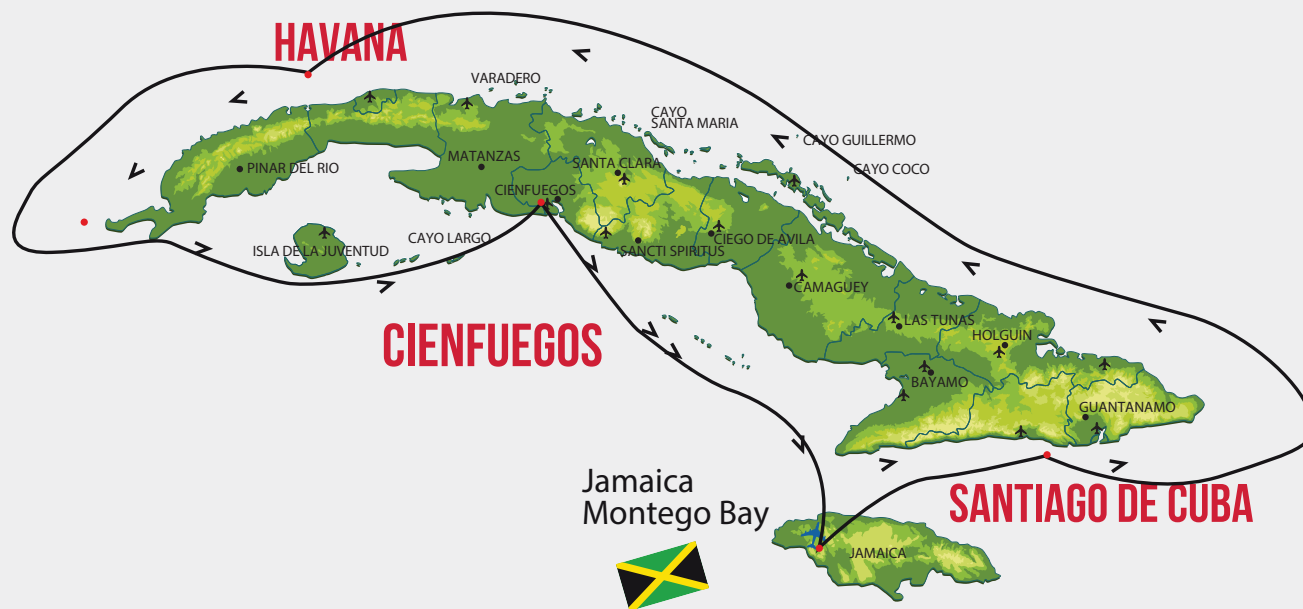 HAVANA
VARADERO
CAYO
SANTA MARIA
CAYO GUILLERMO
CAYO COCO
MATANZAS
SANTA CLARA
PINAR DEL RIO
CIENFUEGOS
CAYO LARGO
ISLA DE LA JUVENTUD
SANCTI SPIRITUS
CIEGO DE AVILA
CAMAGUEY
LAS TUNAS
HOLGUIN
CIENFUEGOS
BAYAMO
GUANTANAMO
Jamaica
Montego Bay
SANTIAGO DE CUBA
JAMAICA